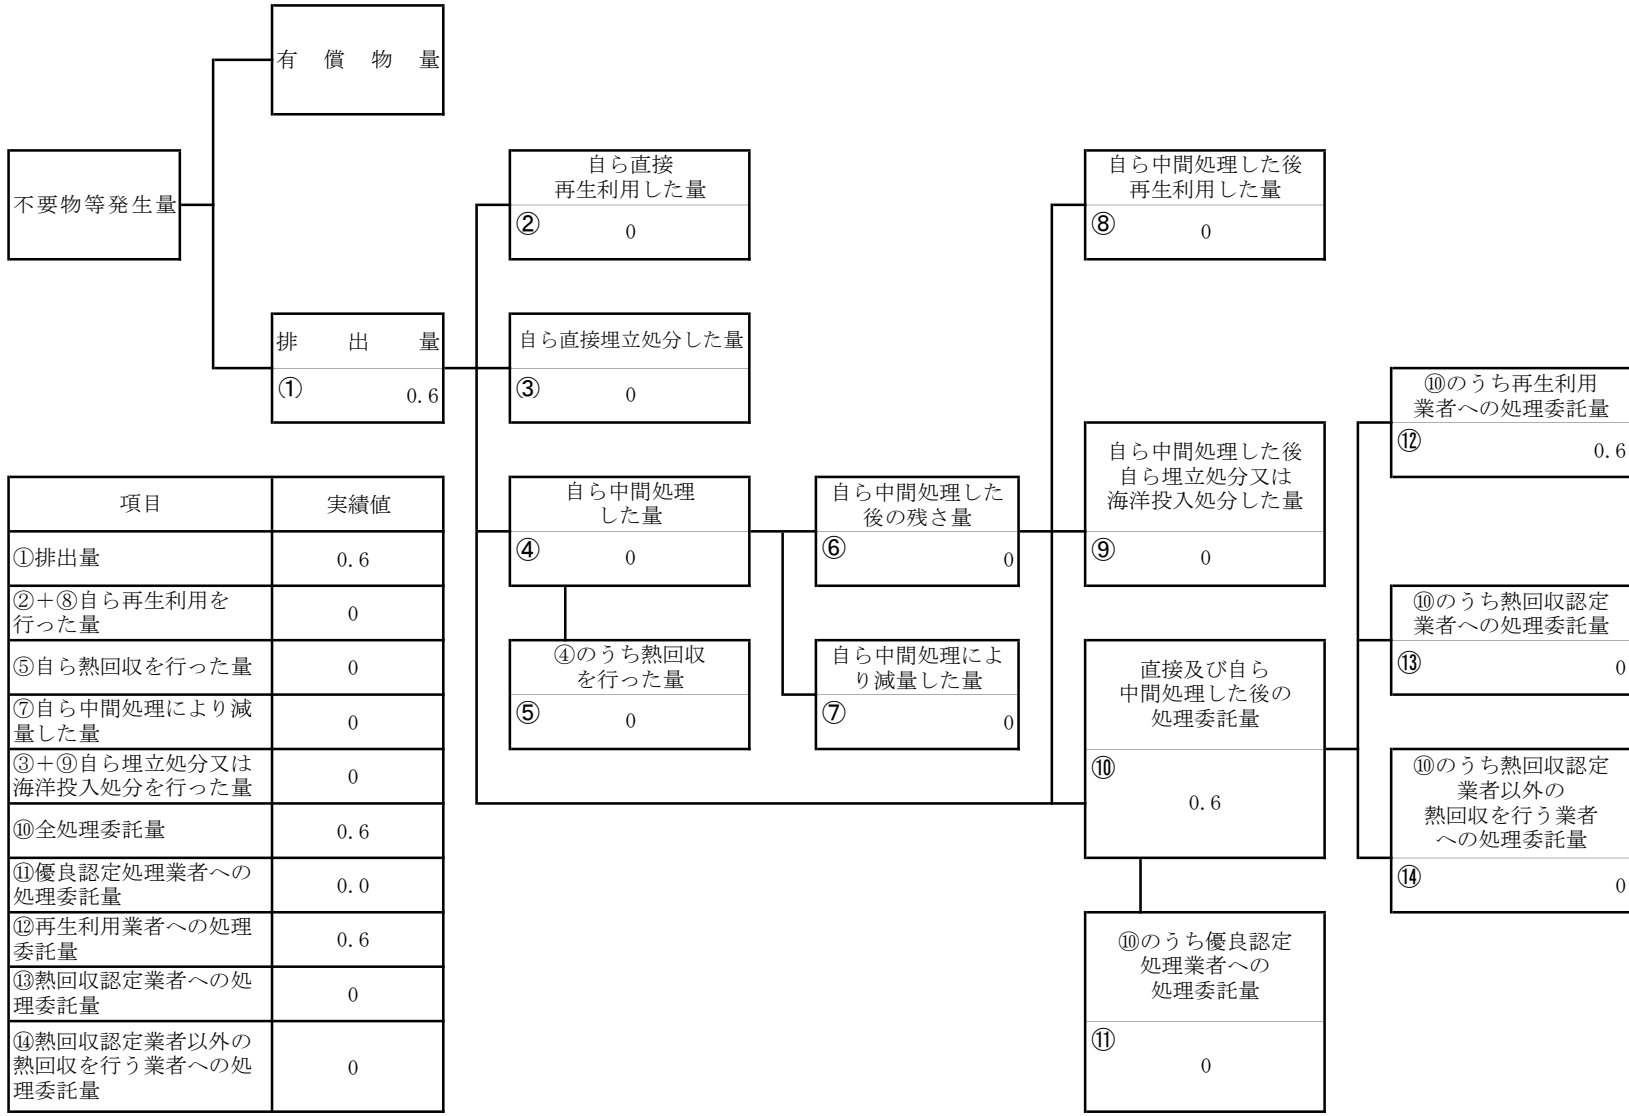 有償物量
不要物等発生量
排出量
① 0.6
自ら直接
再生利用した量
② 0
自ら直接埋立処分した量
③ 0
自ら中間処理
した量
④ 0
④のうち熱回収
を行った量
⑤ 0
自ら中間処理した
後の残さ量
⑥ 0
自ら中間処理によ
り減量した量
⑦ 0
自ら中間処理した後
再生利用した量
⑧ 0
自ら中間処理した後
自ら埋立処分又は
海洋投入処分した量
⑨ 0
直接及び自ら
中間処理した後の
処理委託量
⑩
0.6
⑩のうち優良認定
処理業者への
処理委託量
⑪
0
⑩のうち再生利用
業者への処理委託量
⑫ 0.6
⑩のうち熱回収認定
業者への処理委託量
⑬ 0
⑩のうち熱回収認定
業者以外の
熱回収を行う業者
への処理委託量
⑭ 0
項目 実績値
①排出量 0.6
②＋⑧自ら再生利用を
行った量 0
⑤自ら熱回収を行った量 0
⑦自ら中間処理により減
量した量 0
③＋⑨自ら埋立処分又は
海洋投入処分を行った量 0
⑩全処理委託量 0.6
⑪優良認定処理業者への
処理委託量 0.0
⑫再生利用業者への処理
委託量 0.6
⑬熱回収認定業者への処
理委託量 0
⑭熱回収認定業者以外の
熱回収を行う業者への処
理委託量 0